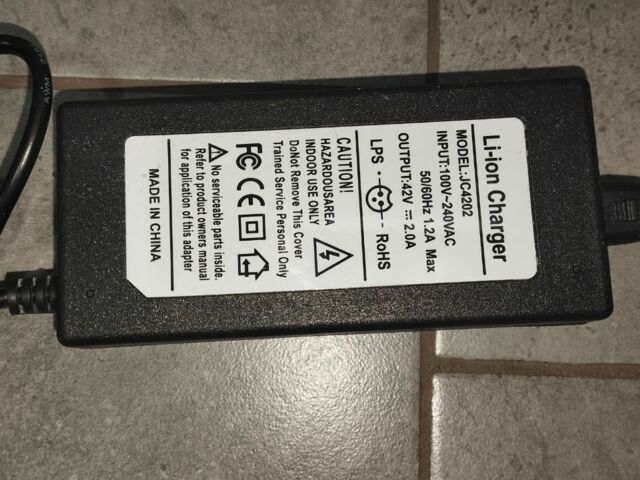 Li-ion Charger
MODEL:JC4202
INPUT:100V~240VAC
50/60Hz 1.2A Max
OUTPUT:42V ⎓ 2.0A
LPS RoHS
CAUTION!
HAZARDOUSAREA
INDOOR USE ONLY
DoNot Remove This Cover
Trained Service Personal Only
FC CE
No serviceable parts inside.
Refer to product owners manual
for application of this adapter
MADE IN CHINA